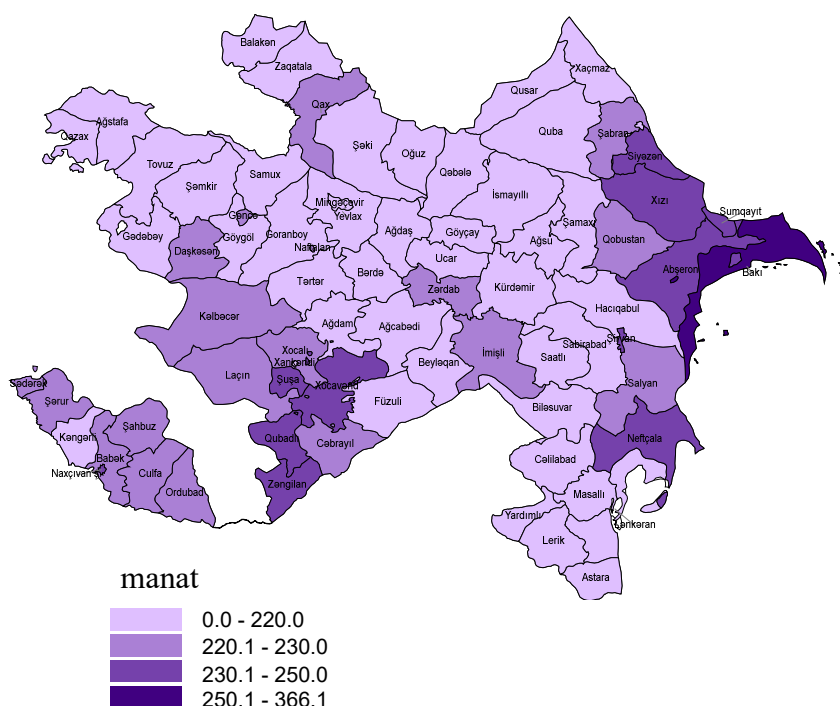 Balakən
Zaqatala
Qax
Xaçmaz
Qusar
Ağstafa
Qazax
Quba
Şabran
Şəki
Oğuz
Siyəzən
Tovuz
Samux
Qəbələ
Şəmkir
İsmayıllı
Xızı
Mingəçevir
Yevlax
Gəncə
Sumqayıt
Gədəbəy
Göygöl
Goranboy
Ağdaş
Göyçay
Şamaxı
Qobustan
Daşkəsən
Naftalan
Ağsu
Ucar
Abşeron
Bakı
Bərdə
Tərtər
Zərdab
Kürdəmir
Kəlbəcər
Hacıqabul
Ağdam
Ağcabədi
Şirvan
Sabirabad
Xocalı
Xankəndi
İmişli
Saatlı
Laçın
Beyləqan
Şuşa
Xocavənd
Salyan
Sədərək
Şərur
Füzuli
Biləsuvar
Şahbuz
Kəngərli
Qubadlı
Cəbrayıl
Neftçala
Babək
Cəlilabad
Naxçıvan ş.
Culfa
Zəngilan
Ordubad
Masallı
Yardımlı
Lənkəran
Lerik
Astara
manat
0.0 - 220.0
220.1 - 230.0
230.1 - 250.0
250.1 - 366.1